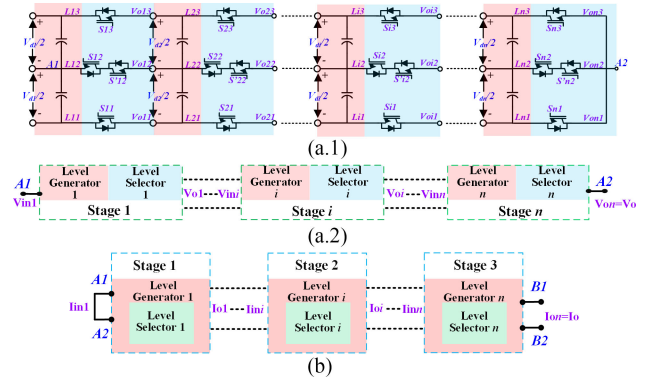 L13 Vo13 L23 Vo23 Li3 Voi3 Ln3 Von3
S13 S23 Si3 Sn3
Vd/2 Vd/2 Vdi/2 Vdn/2
S12 S22 Si2 Sn2 A2
A1 L12 Vo12 L22 Vo22 Li2 Voi2 Ln2 Von2
S'12 S'22 S'i2 S'n2
Vd/2 Vd/2 Vdi/2 Vdn/2
S11 S21 Si1 Sn1
L11 Vo11 L21 Vo21 Li1 Voi1 Ln1 Von1
(a.1)
A1 Level Level Level Level Level Level A2
Generator Selector Generator Selector Generator Selector
Vin1 1 1 Vo1 Vini i i Voi Vinn n n Von=Vo
Stage 1 Stage i Stage n
(a.2)
Stage 1 Stage 2 Stage 3
A1 Level Level Level B1
Generator 1 Generator i Generator n
Iin1 Level Io1 Iini Level Ioi Iinn Level Ion=Io
Selector 1 Selector i Selector n
A2 B2
(b)